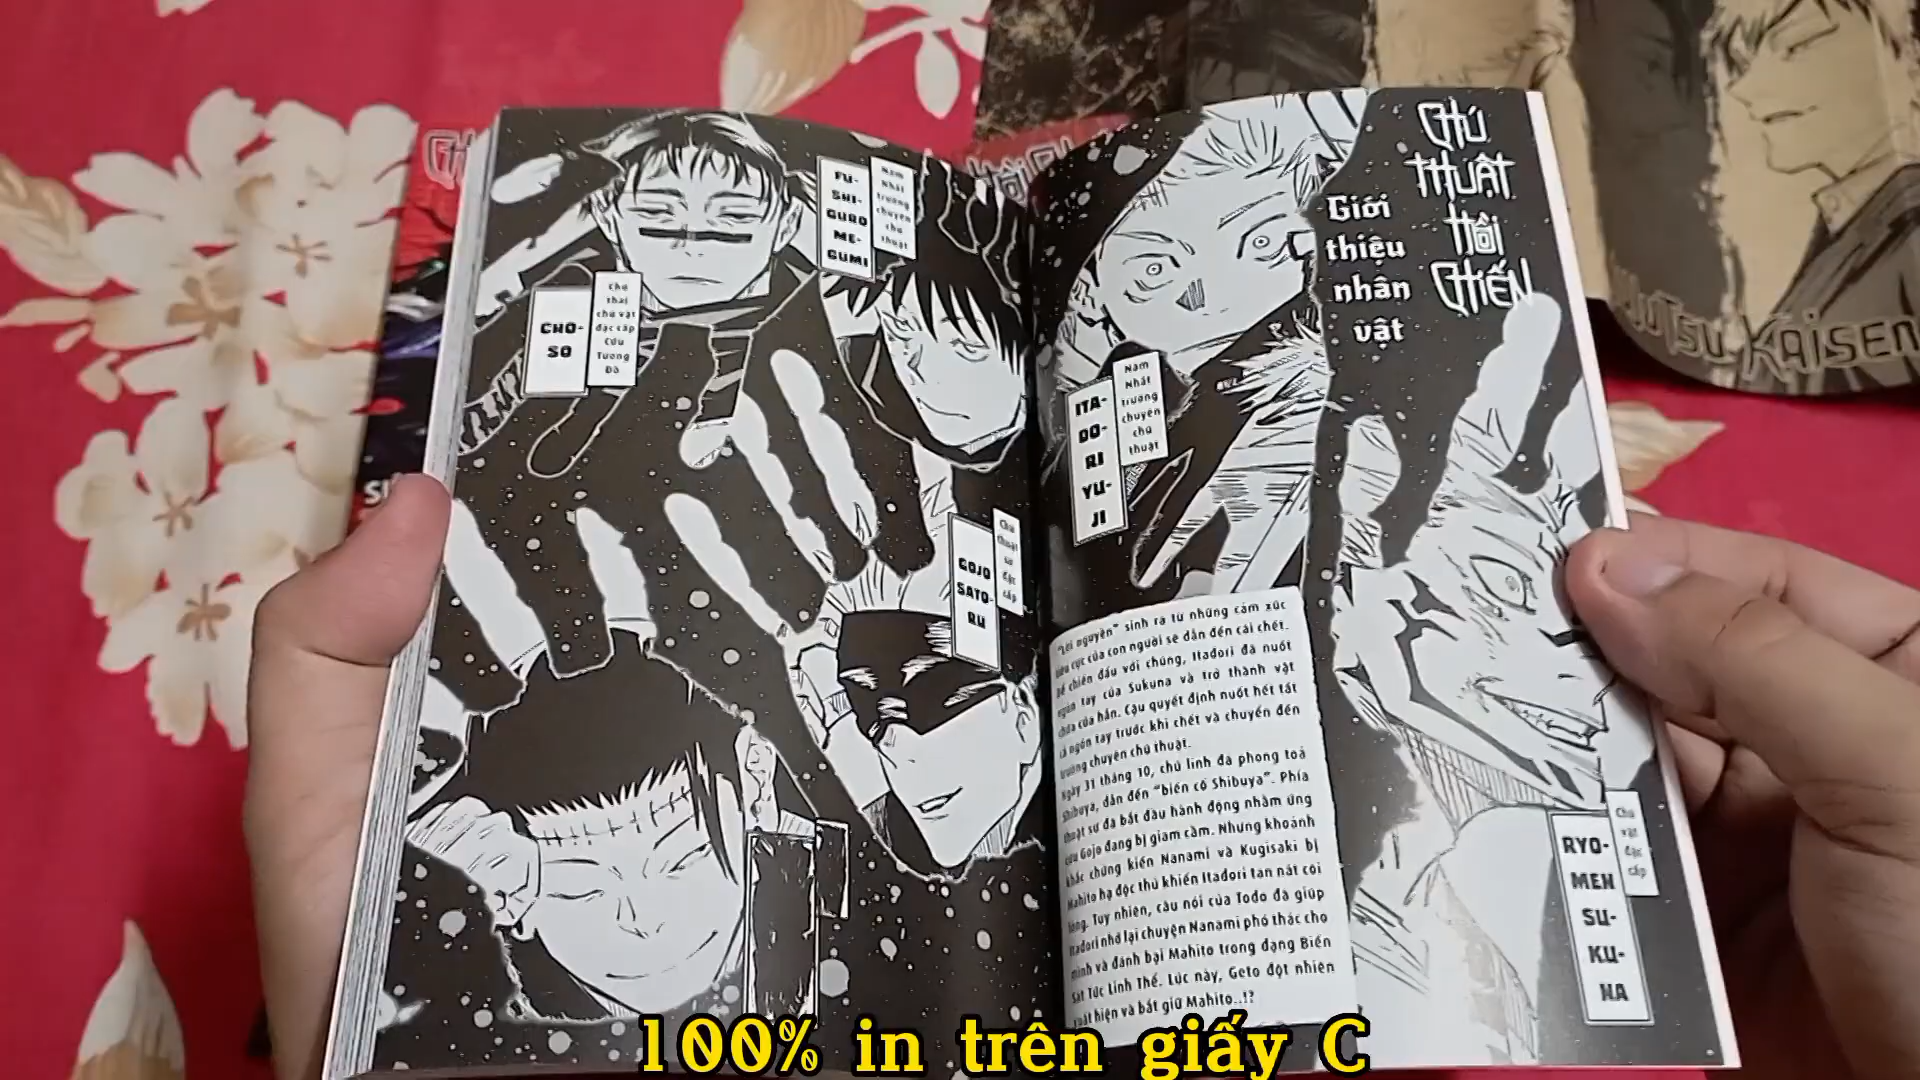 CHÚ
THUẬT
HỒI
CHIẾN
Giới
thiệu
nhân
vật
ITA-
DO-
RI
YU-
JI
Năm
Nhất
trường
chuyên
chú
thuật
RYO-
MEN
SU-
KU-
NA
Chú
vật
đặc
cấp
"Lời nguyền" sinh ra từ những cảm xúc
tiêu cực của con người sẽ dẫn đến cái chết.
Để chiến đấu với chúng, Itadori đã nuốt
ngón tay của Sukuna và trở thành vật
chứa của hắn. Cậu quyết định nuốt hết tất
cả ngón tay trước khi chết và chuyển đến
trường chuyên chú thuật.
Ngày 31 tháng 10, chú linh đã phong toả
Shibuya, dẫn đến "biến cố Shibuya". Phía
thuật sư đã bắt đầu hành động nhằm ứng
cứu Gojo đang bị giam cầm. Nhưng khoảnh
khắc chứng kiến Nanami và Kugisaki bị
Mahito hạ độc thủ khiến Itadori tan nát cõi
lòng. Tuy nhiên, câu nói của Todo đã giúp
Itadori nhớ lại chuyện Nanami phó thác cho
mình và đánh bại Mahito trong dạng Biến
Sát Tức Linh Thể. Lúc này, Geto đột nhiên
xuất hiện và bắt giữ Mahito..!?
FU-
SHI-
GURO
ME-
GUMI
Năm
Nhất
trường
chuyên
chú
thuật
CHO-
SO
Chú
thai
chú vật
đặc cấp
Cửu
Tương
Đồ
GOJO
SATO-
RU
Chú
thuật
sư
đặc
cấp
JUJUTSU KAISEN
100% in trên giấy C